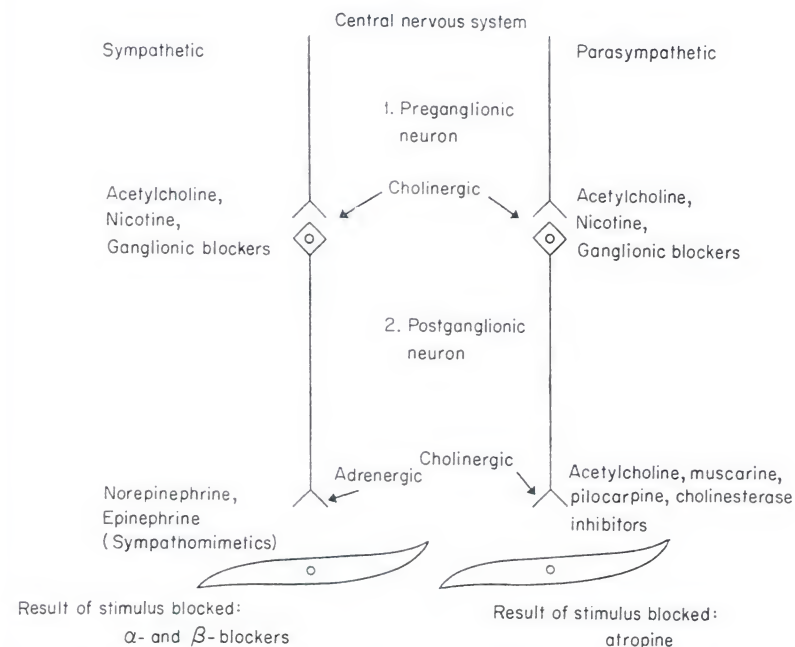 Central nervous system
Sympathetic
Parasympathetic
1. Preganglionic
neuron
Cholinergic
Acetylcholine,
Nicotine,
Ganglionic blockers
Acetylcholine,
Nicotine,
Ganglionic blockers
2. Postganglionic
neuron
Cholinergic
Adrenergic
Norepinephrine,
Epinephrine
(Sympathomimetics)
Acetylcholine, muscarine,
pilocarpine, cholinesterase
inhibitors
Result of stimulus blocked:
α- and β-blockers
Result of stimulus blocked:
atropine